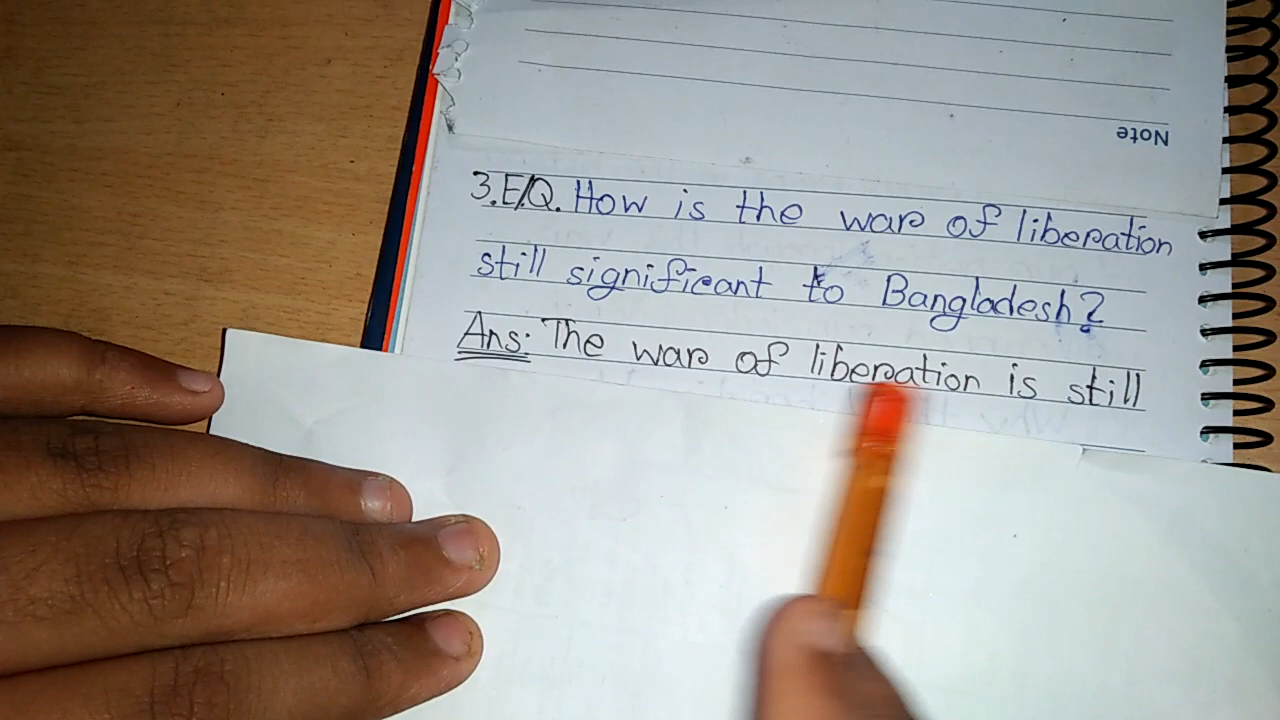 Note
3.E/Q. How is the war of liberation
still significant to Bangladesh?
Ans: The war of liberation is still